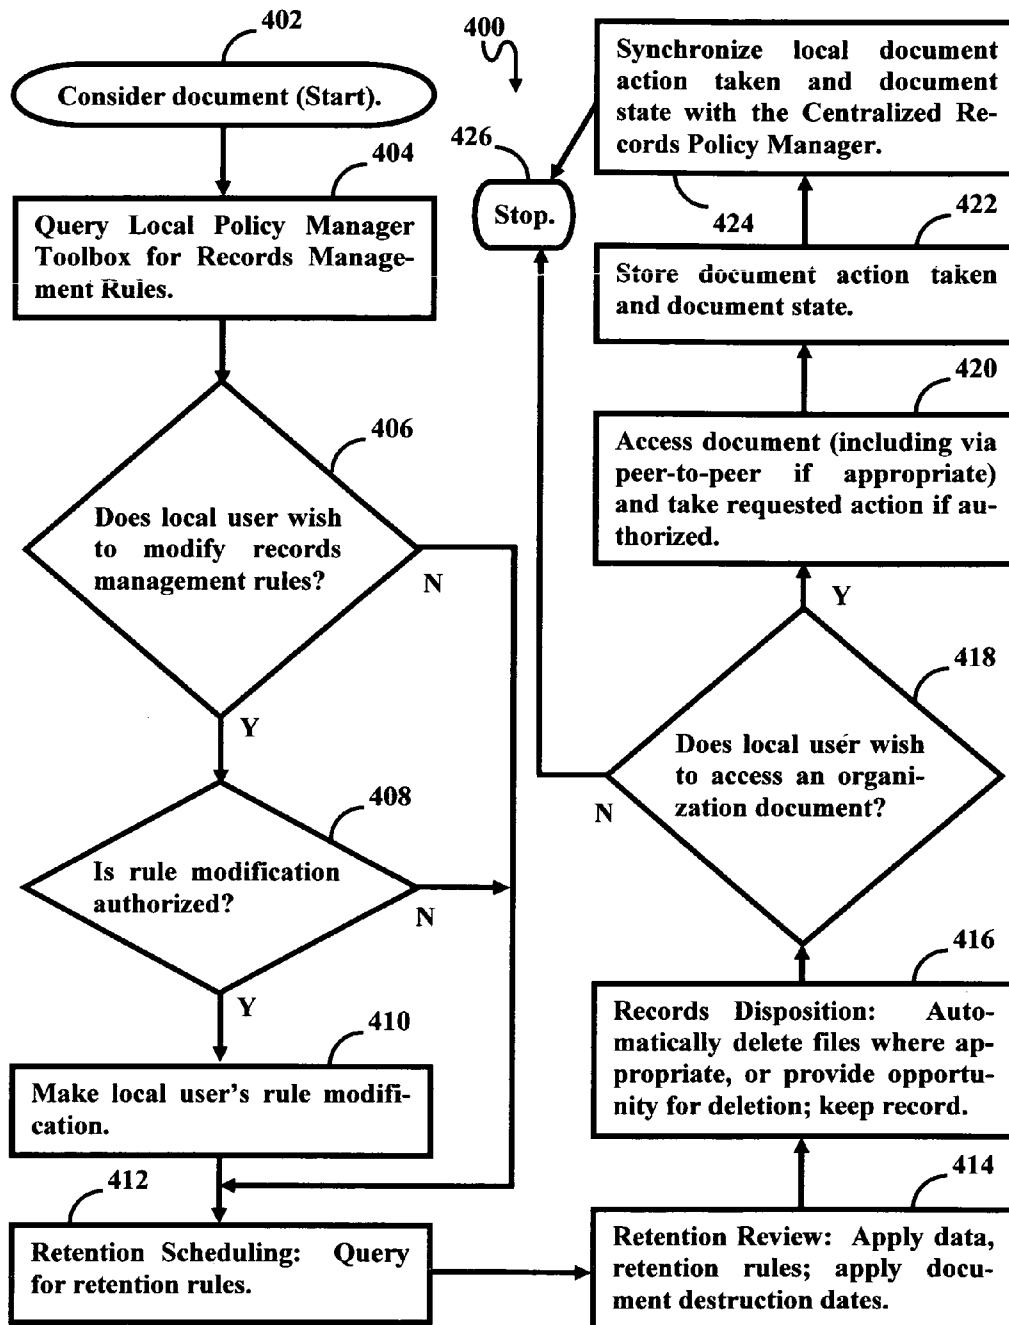 402
Consider document (Start).
404
Query Local Policy Manager
Toolbox for Records Manage-
ment Rules.
406
Does local user wish
to modify records
management rules?
N
Y
408
Is rule modification
authorized?
N
Y
410
Make local user's rule modifi-
cation.
412
Retention Scheduling: Query
for retention rules.
414
Retention Review: Apply data,
retention rules; apply docu-
ment destruction dates.
416
Records Disposition: Auto-
matically delete files where ap-
propriate, or provide opportu-
nity for deletion; keep record.
418
Does local user wish
to access an organi-
zation document?
N
Y
420
Access document (including via
peer-to-peer if appropriate)
and take requested action if au-
thorized.
422
Store document action taken
and document state.
424
Synchronize local document
action taken and document
state with the Centralized Re-
cords Policy Manager.
426
Stop.
400